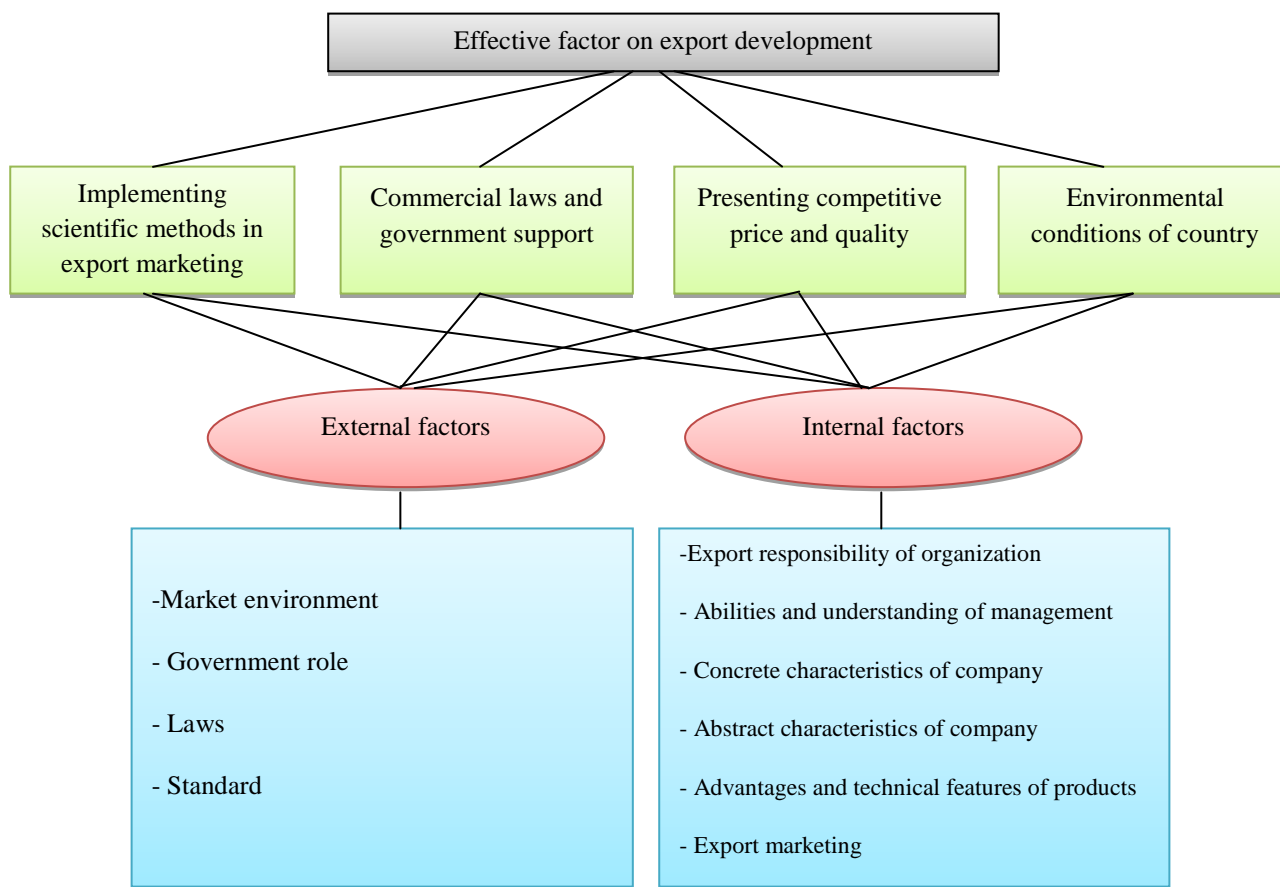 Effective factor on export development
Implementing
scientific methods in
export marketing
Commercial laws and
government support
Presenting competitive
price and quality
Environmental
conditions of country
External factors
Internal factors
-Market environment
- Government role
- Laws
- Standard
-Export responsibility of organization
- Abilities and understanding of management
- Concrete characteristics of company
- Abstract characteristics of company
- Advantages and technical features of products
- Export marketing